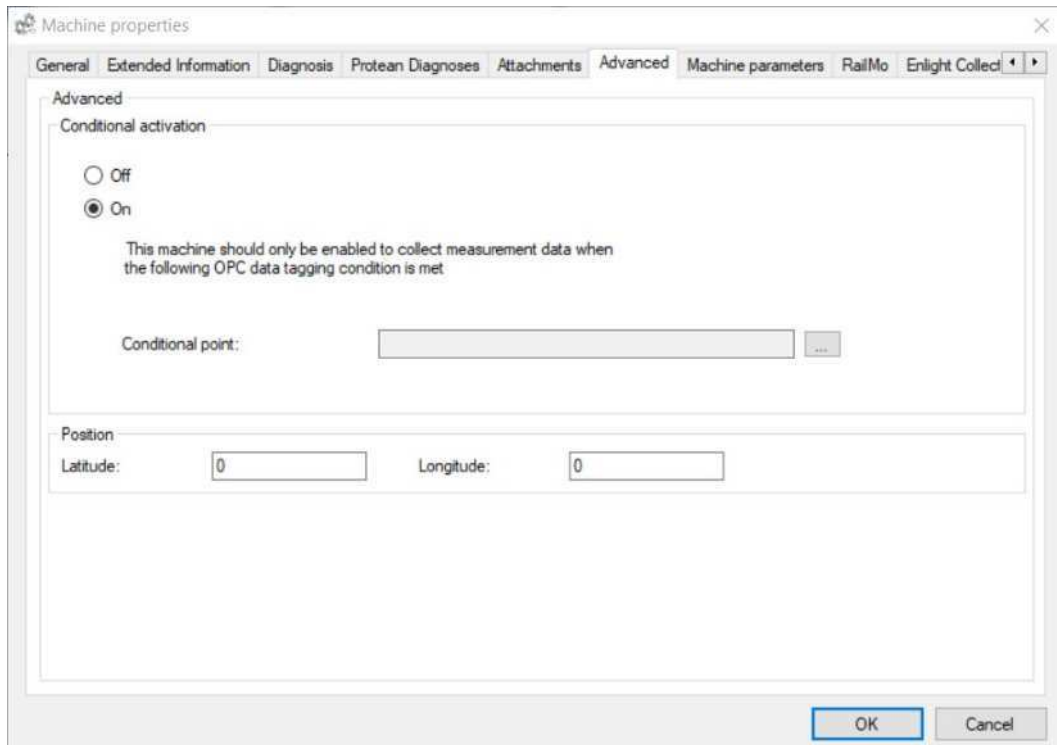 Machine properties
General Extended Information Diagnosis Protean Diagnoses Attachments Advanced Machine parameters RailMo Enlight Collect
Advanced
Conditional activation
Off
On
This machine should only be enabled to collect measurement data when
the following OPC data tagging condition is met
Conditional point:
...
Position
Latitude: 0 Longitude: 0
OK Cancel